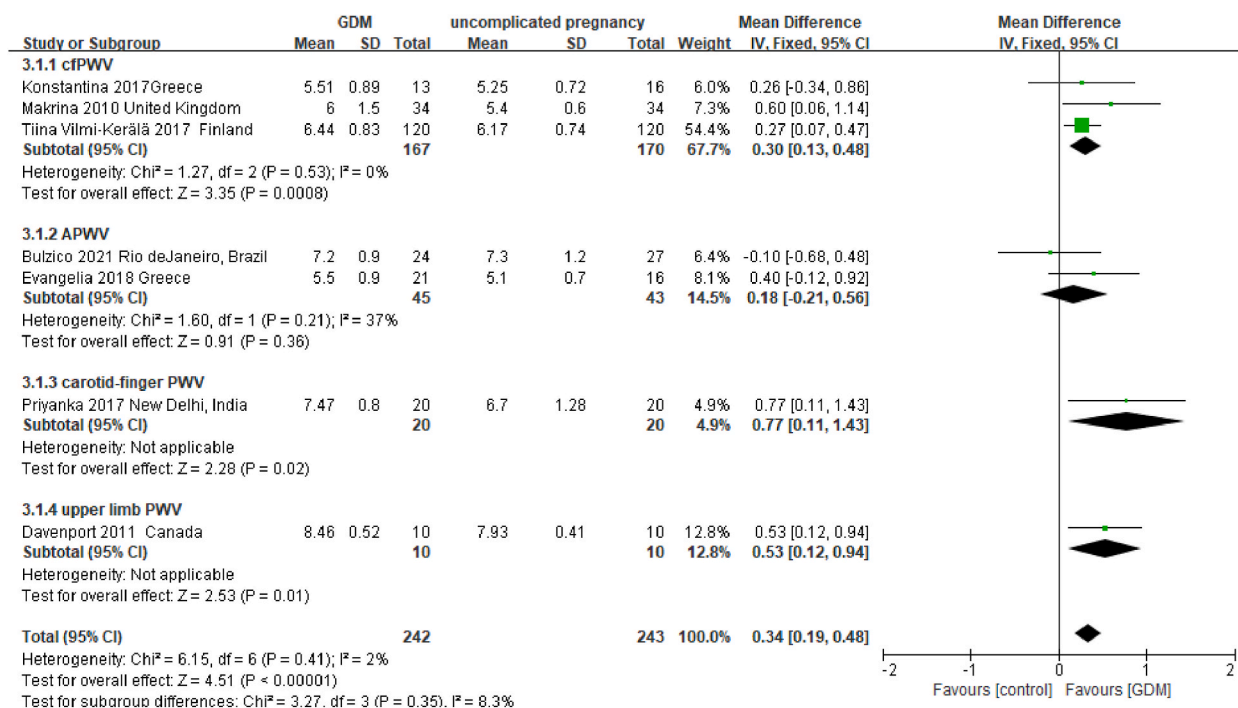 GDM uncomplicated pregnancy Mean Difference Mean Difference
Study or Subgroup Mean SD Total Mean SD Total Weight IV, Fixed, 95% CI IV, Fixed, 95% CI
3.1.1 cfPWV
Konstantina 2017Greece 5.51 0.89 13 5.25 0.72 16 6.0% 0.26 [-0.34, 0.86]
Makrina 2010 United Kingdom 6 1.5 34 5.4 0.6 34 7.3% 0.60 [0.06, 1.14]
Tiina Vilmi-Kerälä 2017 Finland 6.44 0.83 120 6.17 0.74 120 54.4% 0.27 [0.07, 0.47]
Subtotal (95% CI) 167 170 67.7% 0.30 [0.13, 0.48]
Heterogeneity: Chi² = 1.27, df = 2 (P = 0.53); I² = 0%
Test for overall effect: Z = 3.35 (P = 0.0008)
3.1.2 APWV
Bulzico 2021 Rio deJaneiro, Brazil 7.2 0.9 24 7.3 1.2 27 6.4% -0.10 [-0.68, 0.48]
Evangelia 2018 Greece 5.5 0.9 21 5.1 0.7 16 8.1% 0.40 [-0.12, 0.92]
Subtotal (95% CI) 45 43 14.5% 0.18 [-0.21, 0.56]
Heterogeneity: Chi² = 1.60, df = 1 (P = 0.21); I² = 37%
Test for overall effect: Z = 0.91 (P = 0.36)
3.1.3 carotid-finger PWV
Priyanka 2017 New Delhi, India 7.47 0.8 20 6.7 1.28 20 4.9% 0.77 [0.11, 1.43]
Subtotal (95% CI) 20 20 4.9% 0.77 [0.11, 1.43]
Heterogeneity: Not applicable
Test for overall effect: Z = 2.28 (P = 0.02)
3.1.4 upper limb PWV
Davenport 2011 Canada 8.46 0.52 10 7.93 0.41 10 12.8% 0.53 [0.12, 0.94]
Subtotal (95% CI) 10 10 12.8% 0.53 [0.12, 0.94]
Heterogeneity: Not applicable
Test for overall effect: Z = 2.53 (P = 0.01)
Total (95% CI) 242 243 100.0% 0.34 [0.19, 0.48]
Heterogeneity: Chi² = 6.15, df = 6 (P = 0.41); I² = 2%
Test for overall effect: Z = 4.51 (P < 0.00001)
Test for subgroup differences: Chi² = 3.27, df = 3 (P = 0.35), I² = 8.3%
-2 -1 0 1 2
Favours [control] Favours [GDM]